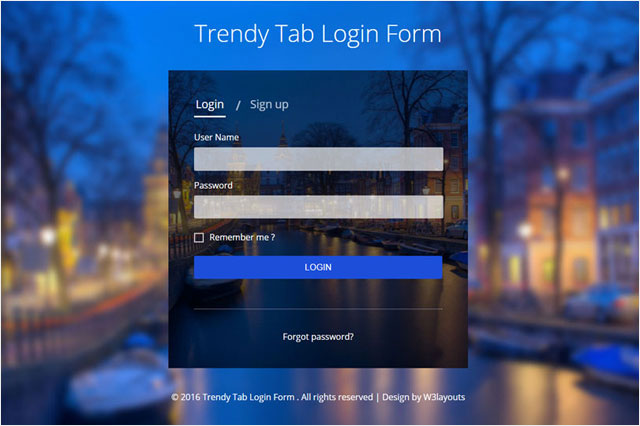 Trendy Tab Login Form
Login / Sign up
User Name
Password
Remember me ?
LOGIN
Forgot password?
© 2016 Trendy Tab Login Form . All rights reserved | Design by W3layouts